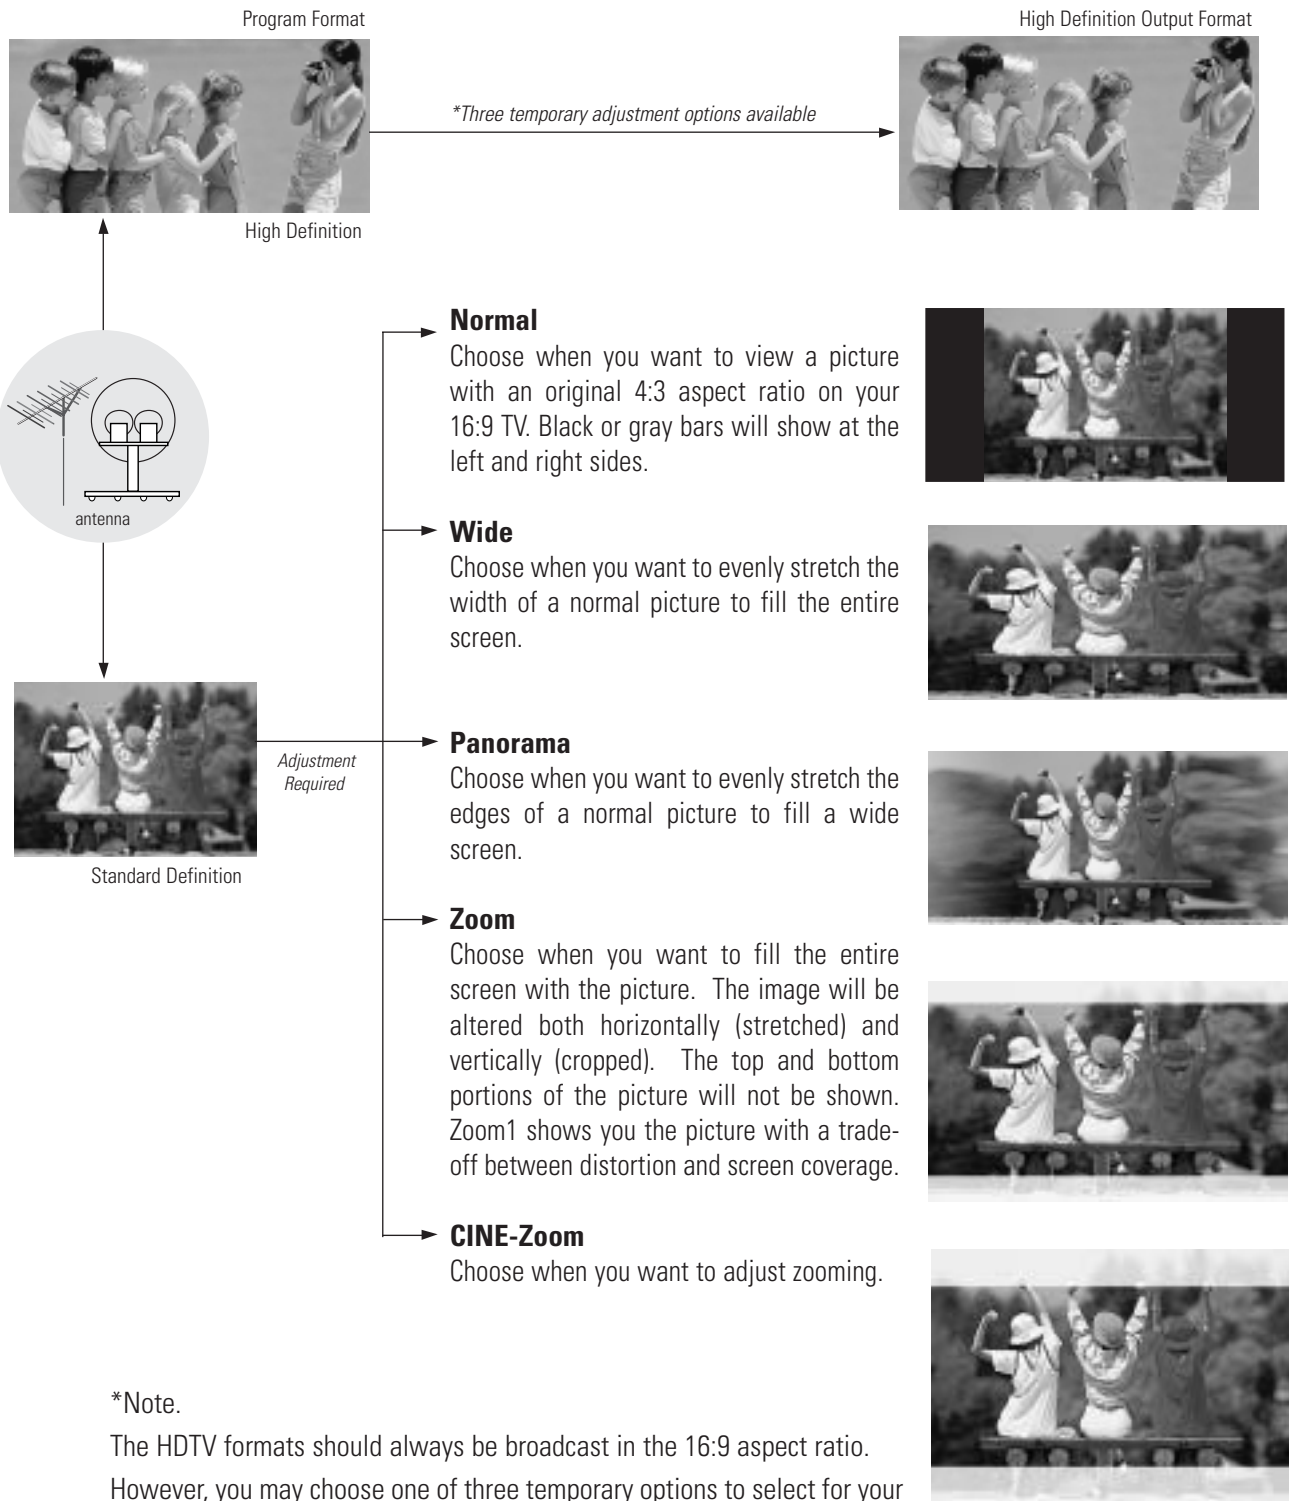 Program Format
High Definition Output Format
*Three temporary adjustment options available
High Definition
antenna
Normal
Choose when you want to view a picture
with an original 4:3 aspect ratio on your
16:9 TV. Black or gray bars will show at the
left and right sides.
Wide
Choose when you want to evenly stretch the
width of a normal picture to fill the entire
screen.
Adjustment
Required
Standard Definition
Panorama
Choose when you want to evenly stretch the
edges of a normal picture to fill a wide
screen.
Zoom
Choose when you want to fill the entire
screen with the picture. The image will be
altered both horizontally (stretched) and
vertically (cropped). The top and bottom
portions of the picture will not be shown.
Zoom1 shows you the picture with a trade-
off between distortion and screen coverage.
CINE-Zoom
Choose when you want to adjust zooming.
*Note.
The HDTV formats should always be broadcast in the 16:9 aspect ratio.
However, you may choose one of three temporary options to select for your